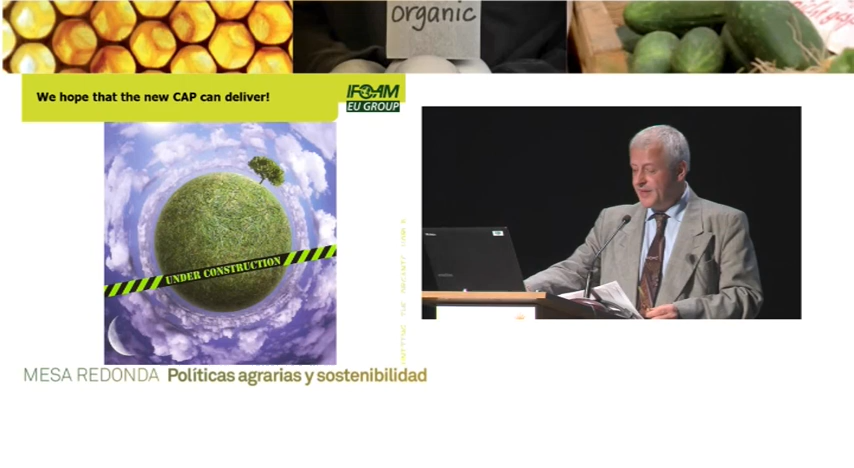 organic
We hope that the new CAP can deliver!
IFOAM
EU GROUP
UNDER CONSTRUCTION
MESA REDONDA Políticas agrarias y sostenibilidad